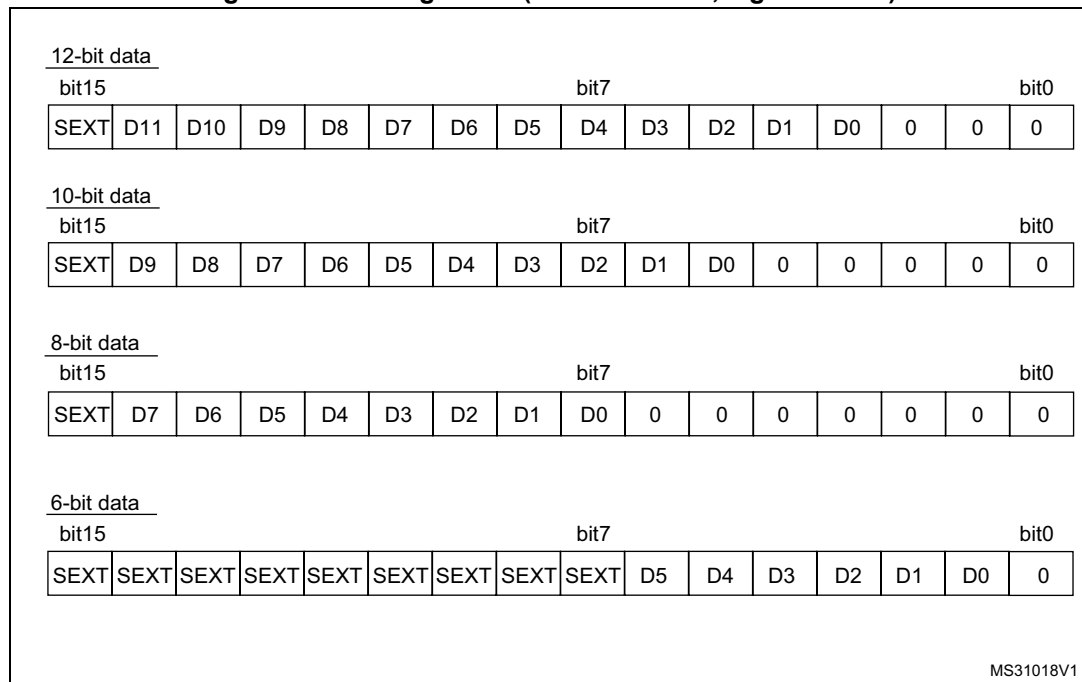 12-bit data
bit15 bit7 bit0
SEXT D11 D10 D9 D8 D7 D6 D5 D4 D3 D2 D1 D0 0 0 0
10-bit data
bit15 bit7 bit0
SEXT D9 D8 D7 D6 D5 D4 D3 D2 D1 D0 0 0 0 0 0
8-bit data
bit15 bit7 bit0
SEXT D7 D6 D5 D4 D3 D2 D1 D0 0 0 0 0 0 0 0
6-bit data
bit15 bit7 bit0
SEXT SEXT SEXT SEXT SEXT SEXT SEXT SEXT SEXT D5 D4 D3 D2 D1 D0 0
MS31018V1